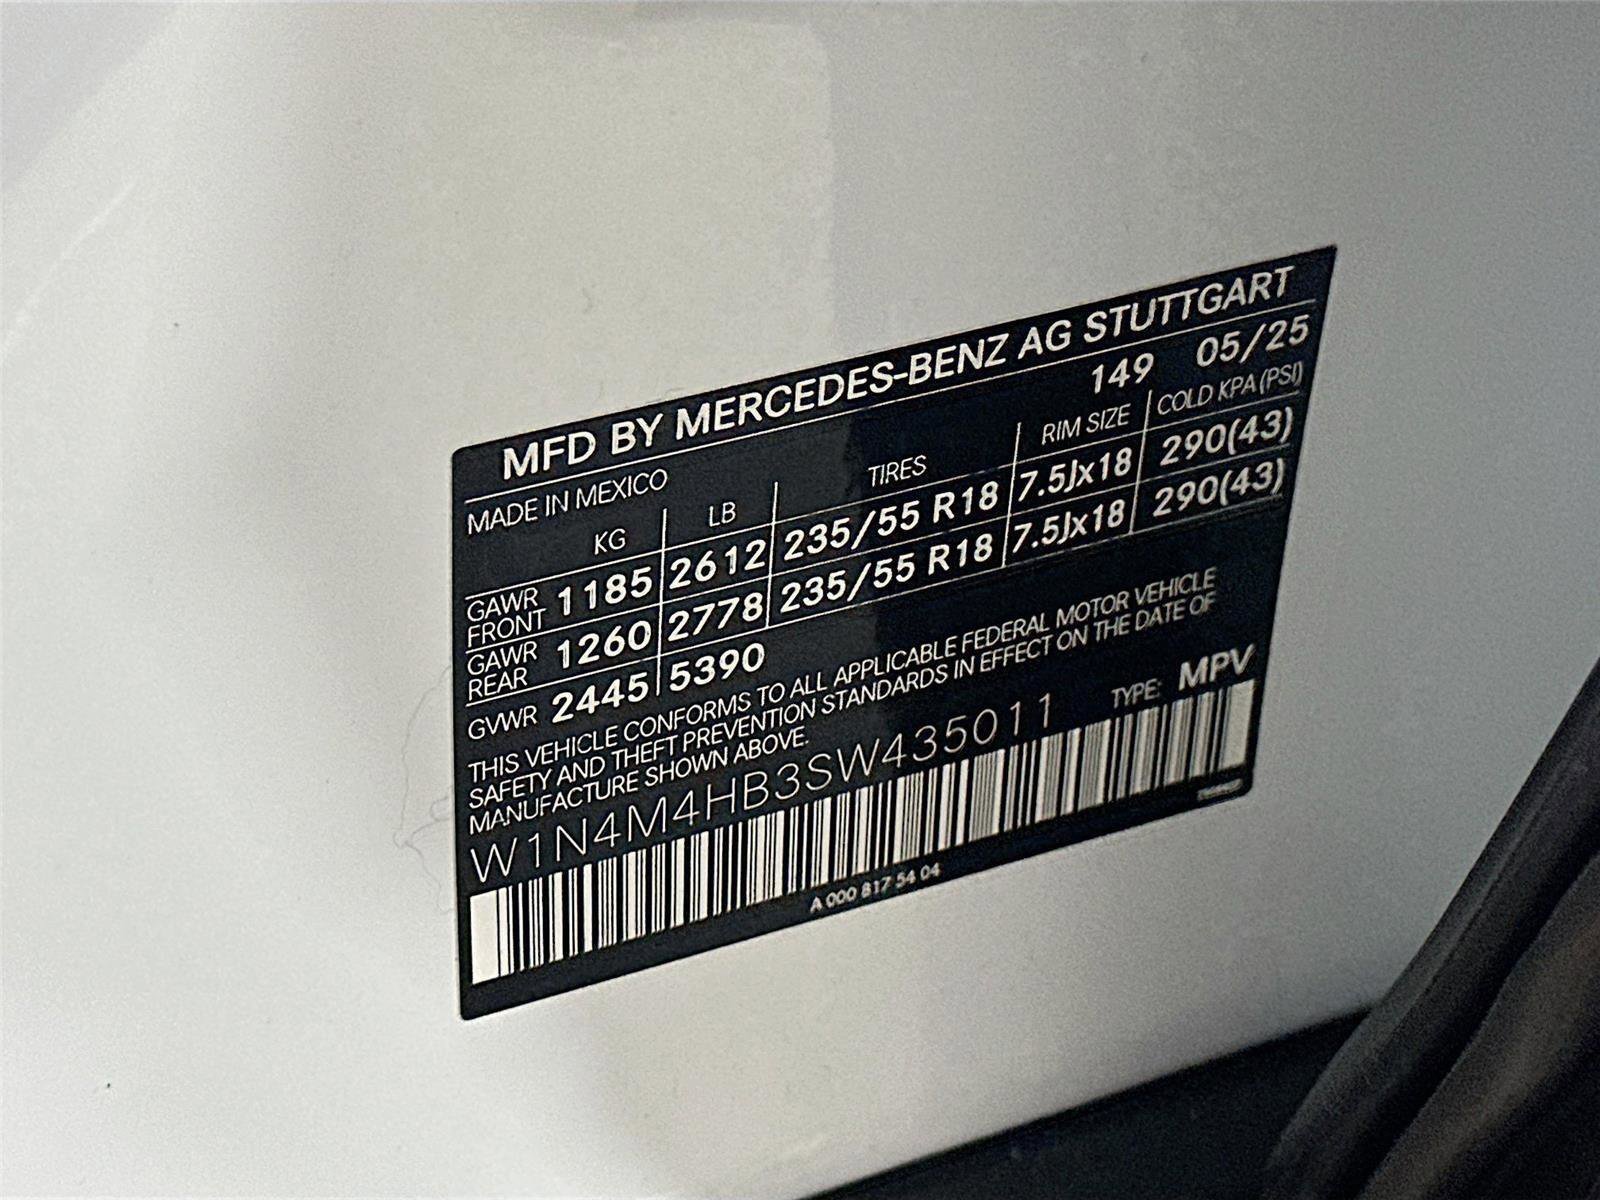 MFD BY MERCEDES-BENZ AG STUTTGART
MADE IN MEXICO 149 05/25
KG LB TIRES RIM SIZE COLD KPA (PSI)
GAWR FRONT 1185 2612 235/55 R18 7.5Jx18 290(43)
GAWR REAR 1260 2778 235/55 R18 7.5Jx18 290(43)
GVWR 2445 5390
THIS VEHICLE CONFORMS TO ALL APPLICABLE FEDERAL MOTOR VEHICLE
SAFETY AND THEFT PREVENTION STANDARDS IN EFFECT ON THE DATE OF
MANUFACTURE SHOWN ABOVE.
W1N4M4HB3SW435011 TYPE: MPV
A 000 817 54 04